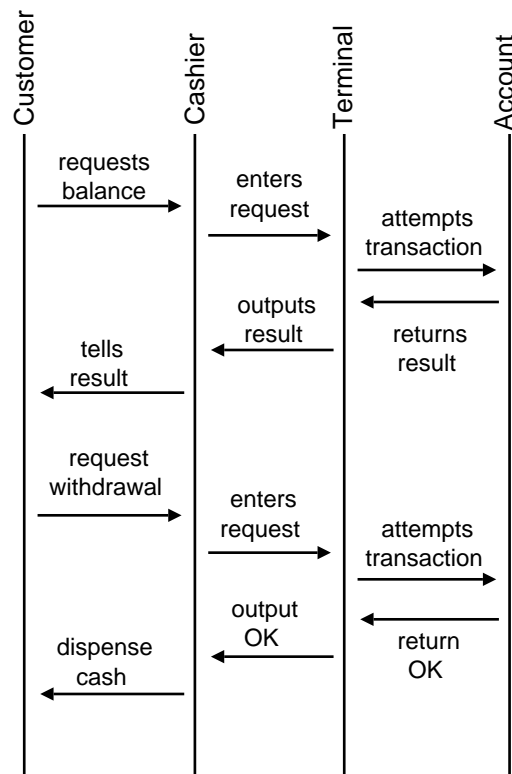 Customer
Cashier
Terminal
Account
requests
balance
enters
request
attempts
transaction
outputs
result
returns
result
tells
result
request
withdrawal
enters
request
attempts
transaction
output
OK
return
OK
dispense
cash